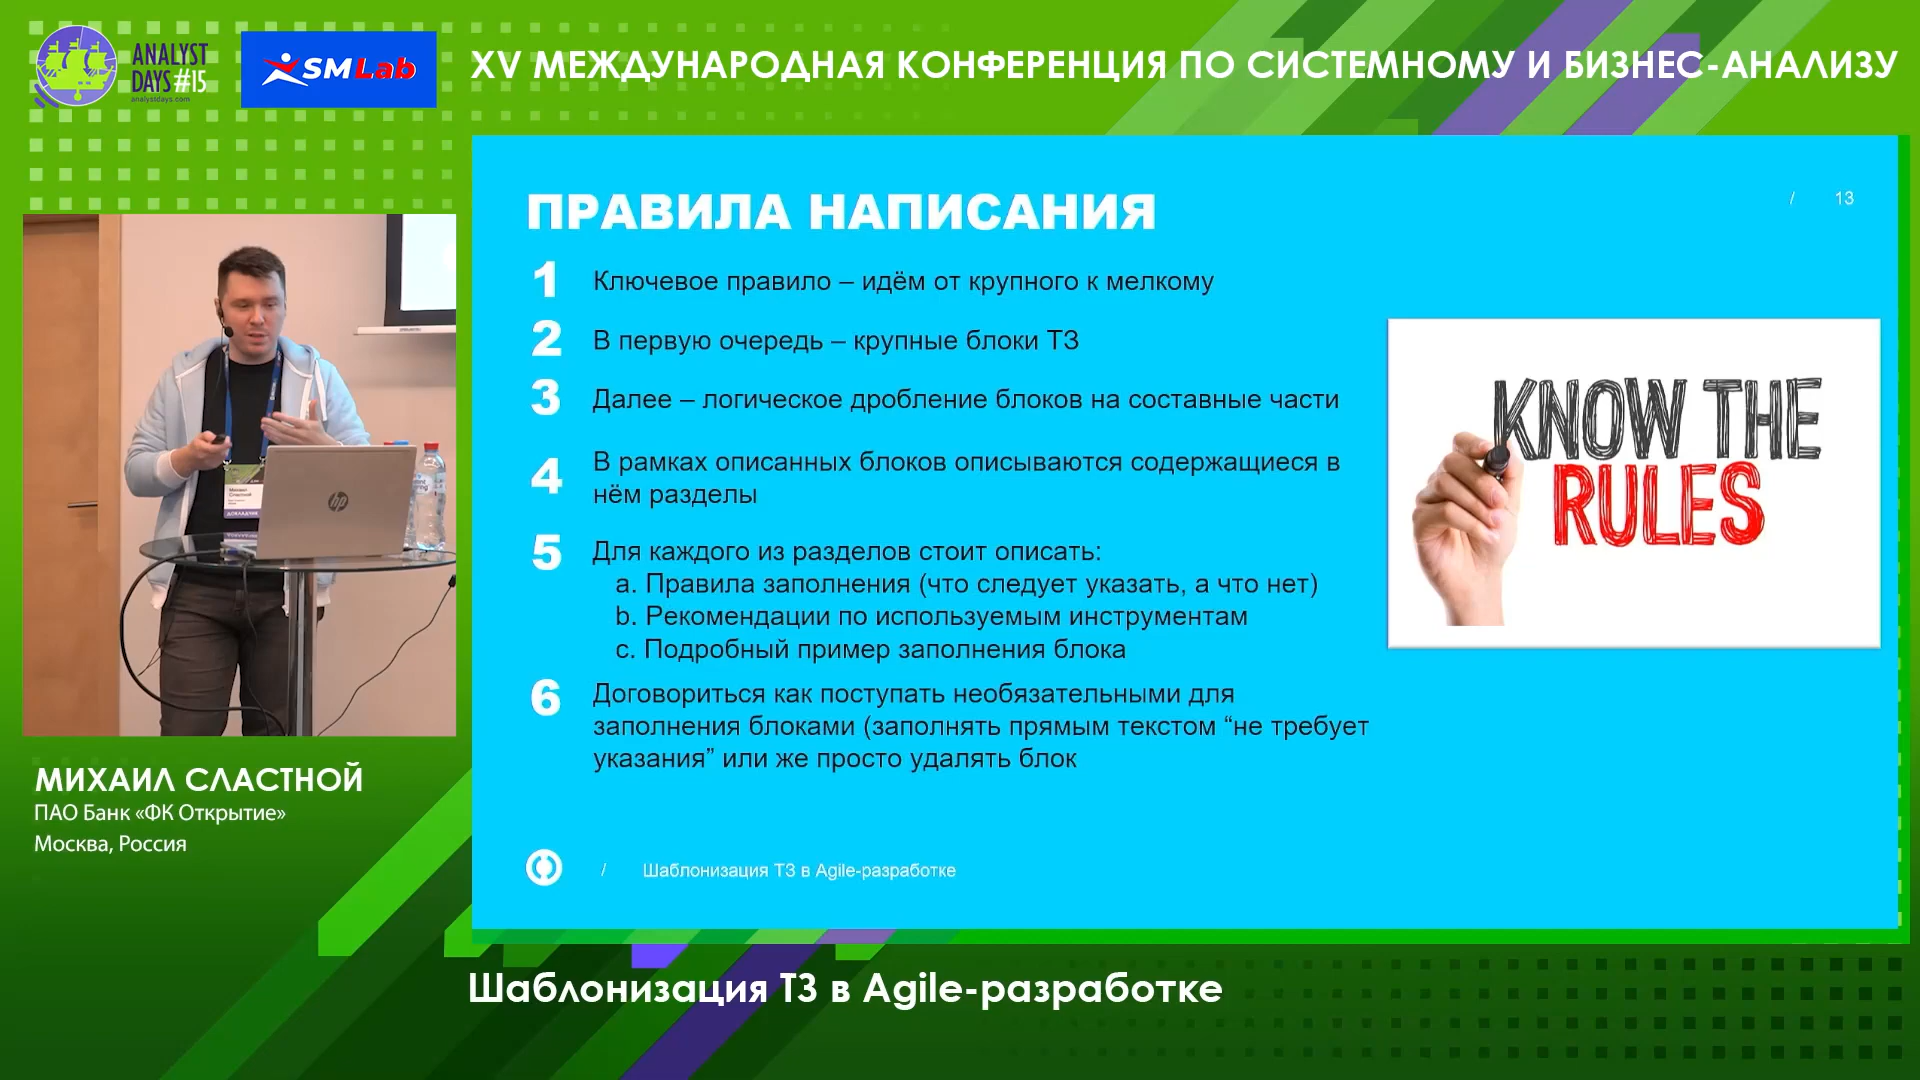 ANALYST
DAYS#15
analystdays.com
SMLab
XV МЕЖДУНАРОДНАЯ КОНФЕРЕНЦИЯ ПО СИСТЕМНОМУ И БИЗНЕС-АНАЛИЗУ
ПРАВИЛА НАПИСАНИЯ
/ 13
1 Ключевое правило – идём от крупного к мелкому
2 В первую очередь – крупные блоки ТЗ
3 Далее – логическое дробление блоков на составные части
4 В рамках описанных блоков описываются содержащиеся в
нём разделы
5 Для каждого из разделов стоит описать:
a. Правила заполнения (что следует указать, а что нет)
b. Рекомендации по используемым инструментам
c. Подробный пример заполнения блока
6 Договориться как поступать необязательными для
заполнения блоками (заполнять прямым текстом “не требует
указания” или же просто удалять блок
KNOW THE
RULES
/ Шаблонизация ТЗ в Agile-разработке
hp
Михаил
Сластной
ДОКЛАДЧИК
МИХАИЛ СЛАСТНОЙ
ПАО Банк «ФК Открытие»
Москва, Россия
Шаблонизация ТЗ в Agile-разработке